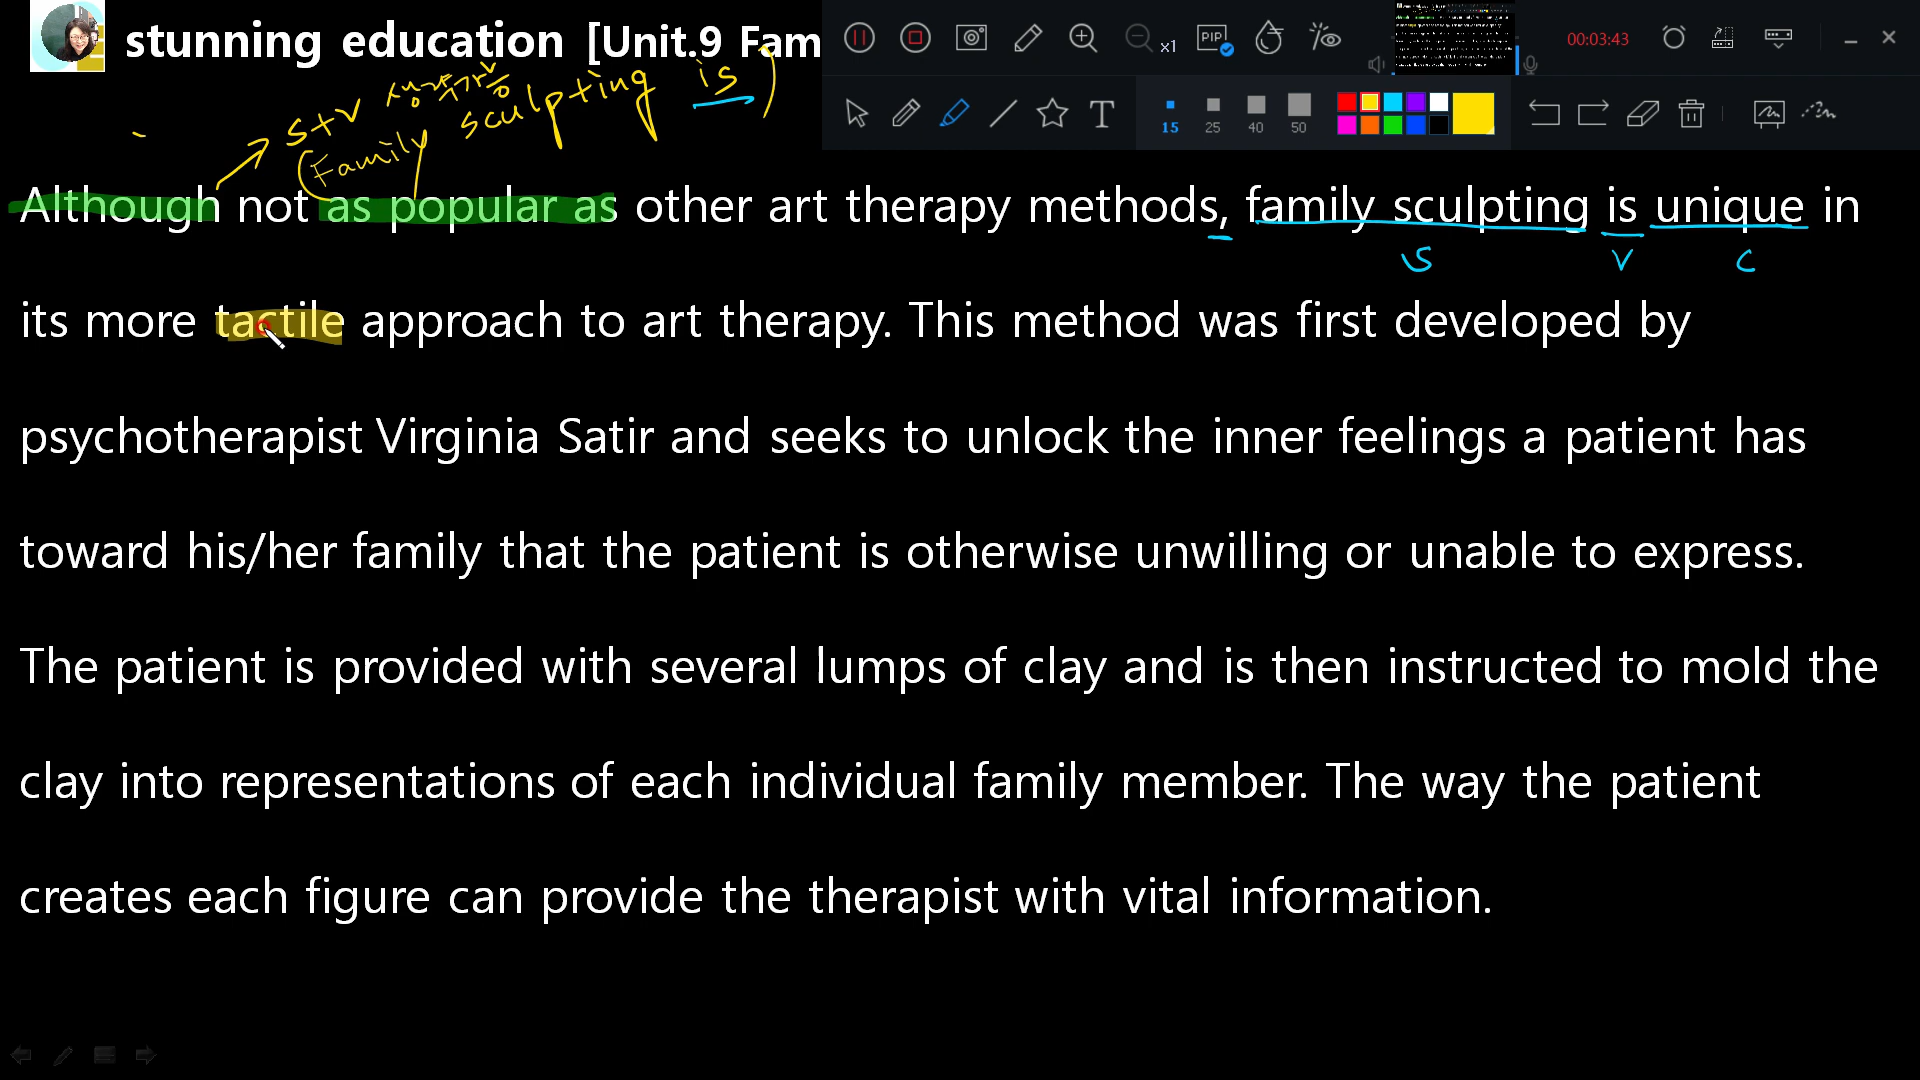 stunning education [Unit.9 Fam
x1
PIP
00:03:43
T
15 25 40 50
S+V
(Family sculpting is)
Although not as popular as other art therapy methods, family sculpting is unique in
S V C
its more tactile approach to art therapy. This method was first developed by
psychotherapist Virginia Satir and seeks to unlock the inner feelings a patient has
toward his/her family that the patient is otherwise unwilling or unable to express.
The patient is provided with several lumps of clay and is then instructed to mold the
clay into representations of each individual family member. The way the patient
creates each figure can provide the therapist with vital information.